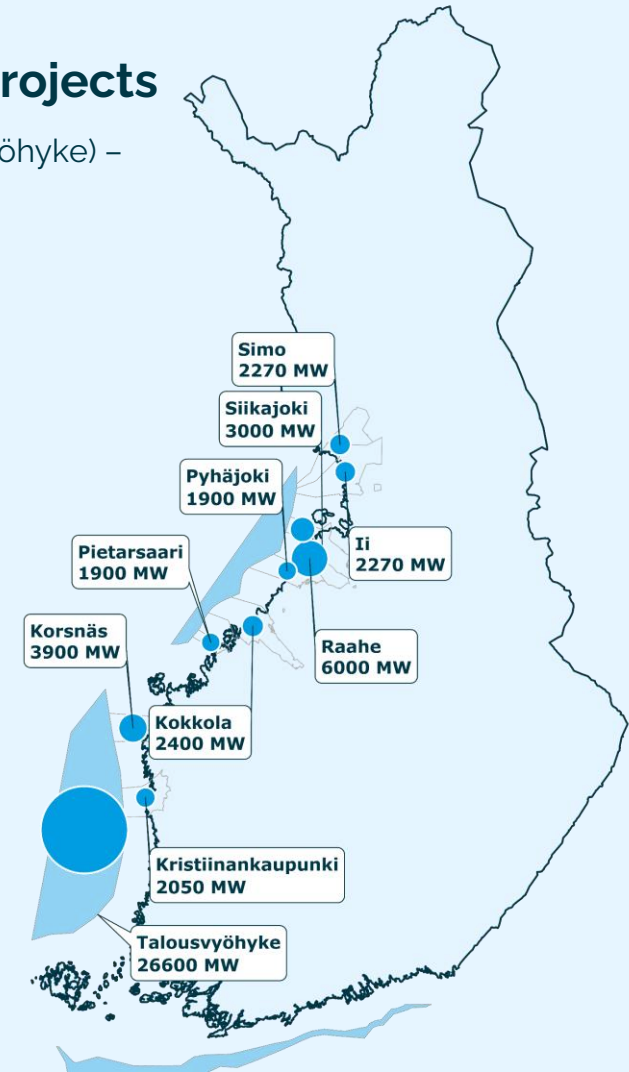 rojects
öhyke) –
Simo
2270 MW
Siikajoki
3000 MW
Pyhäjoki
1900 MW
Ii
2270 MW
Pietarsaari
1900 MW
Raahe
6000 MW
Korsnäs
3900 MW
Kokkola
2400 MW
Kristiinankaupunki
2050 MW
Talousvyöhyke
26600 MW